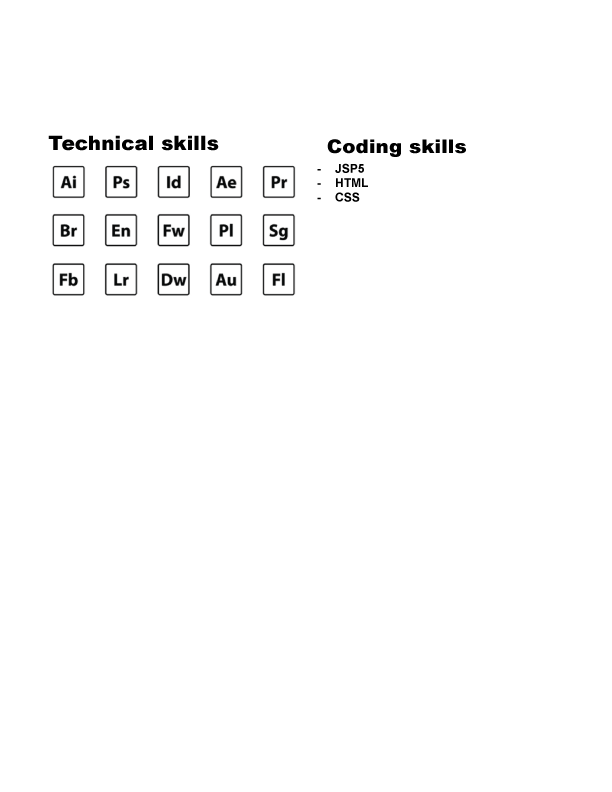 Technical skills
Ai Ps Id Ae Pr
Br En Fw Pl Sg
Fb Lr Dw Au Fl
Coding skills
- JSP5
- HTML
- CSS